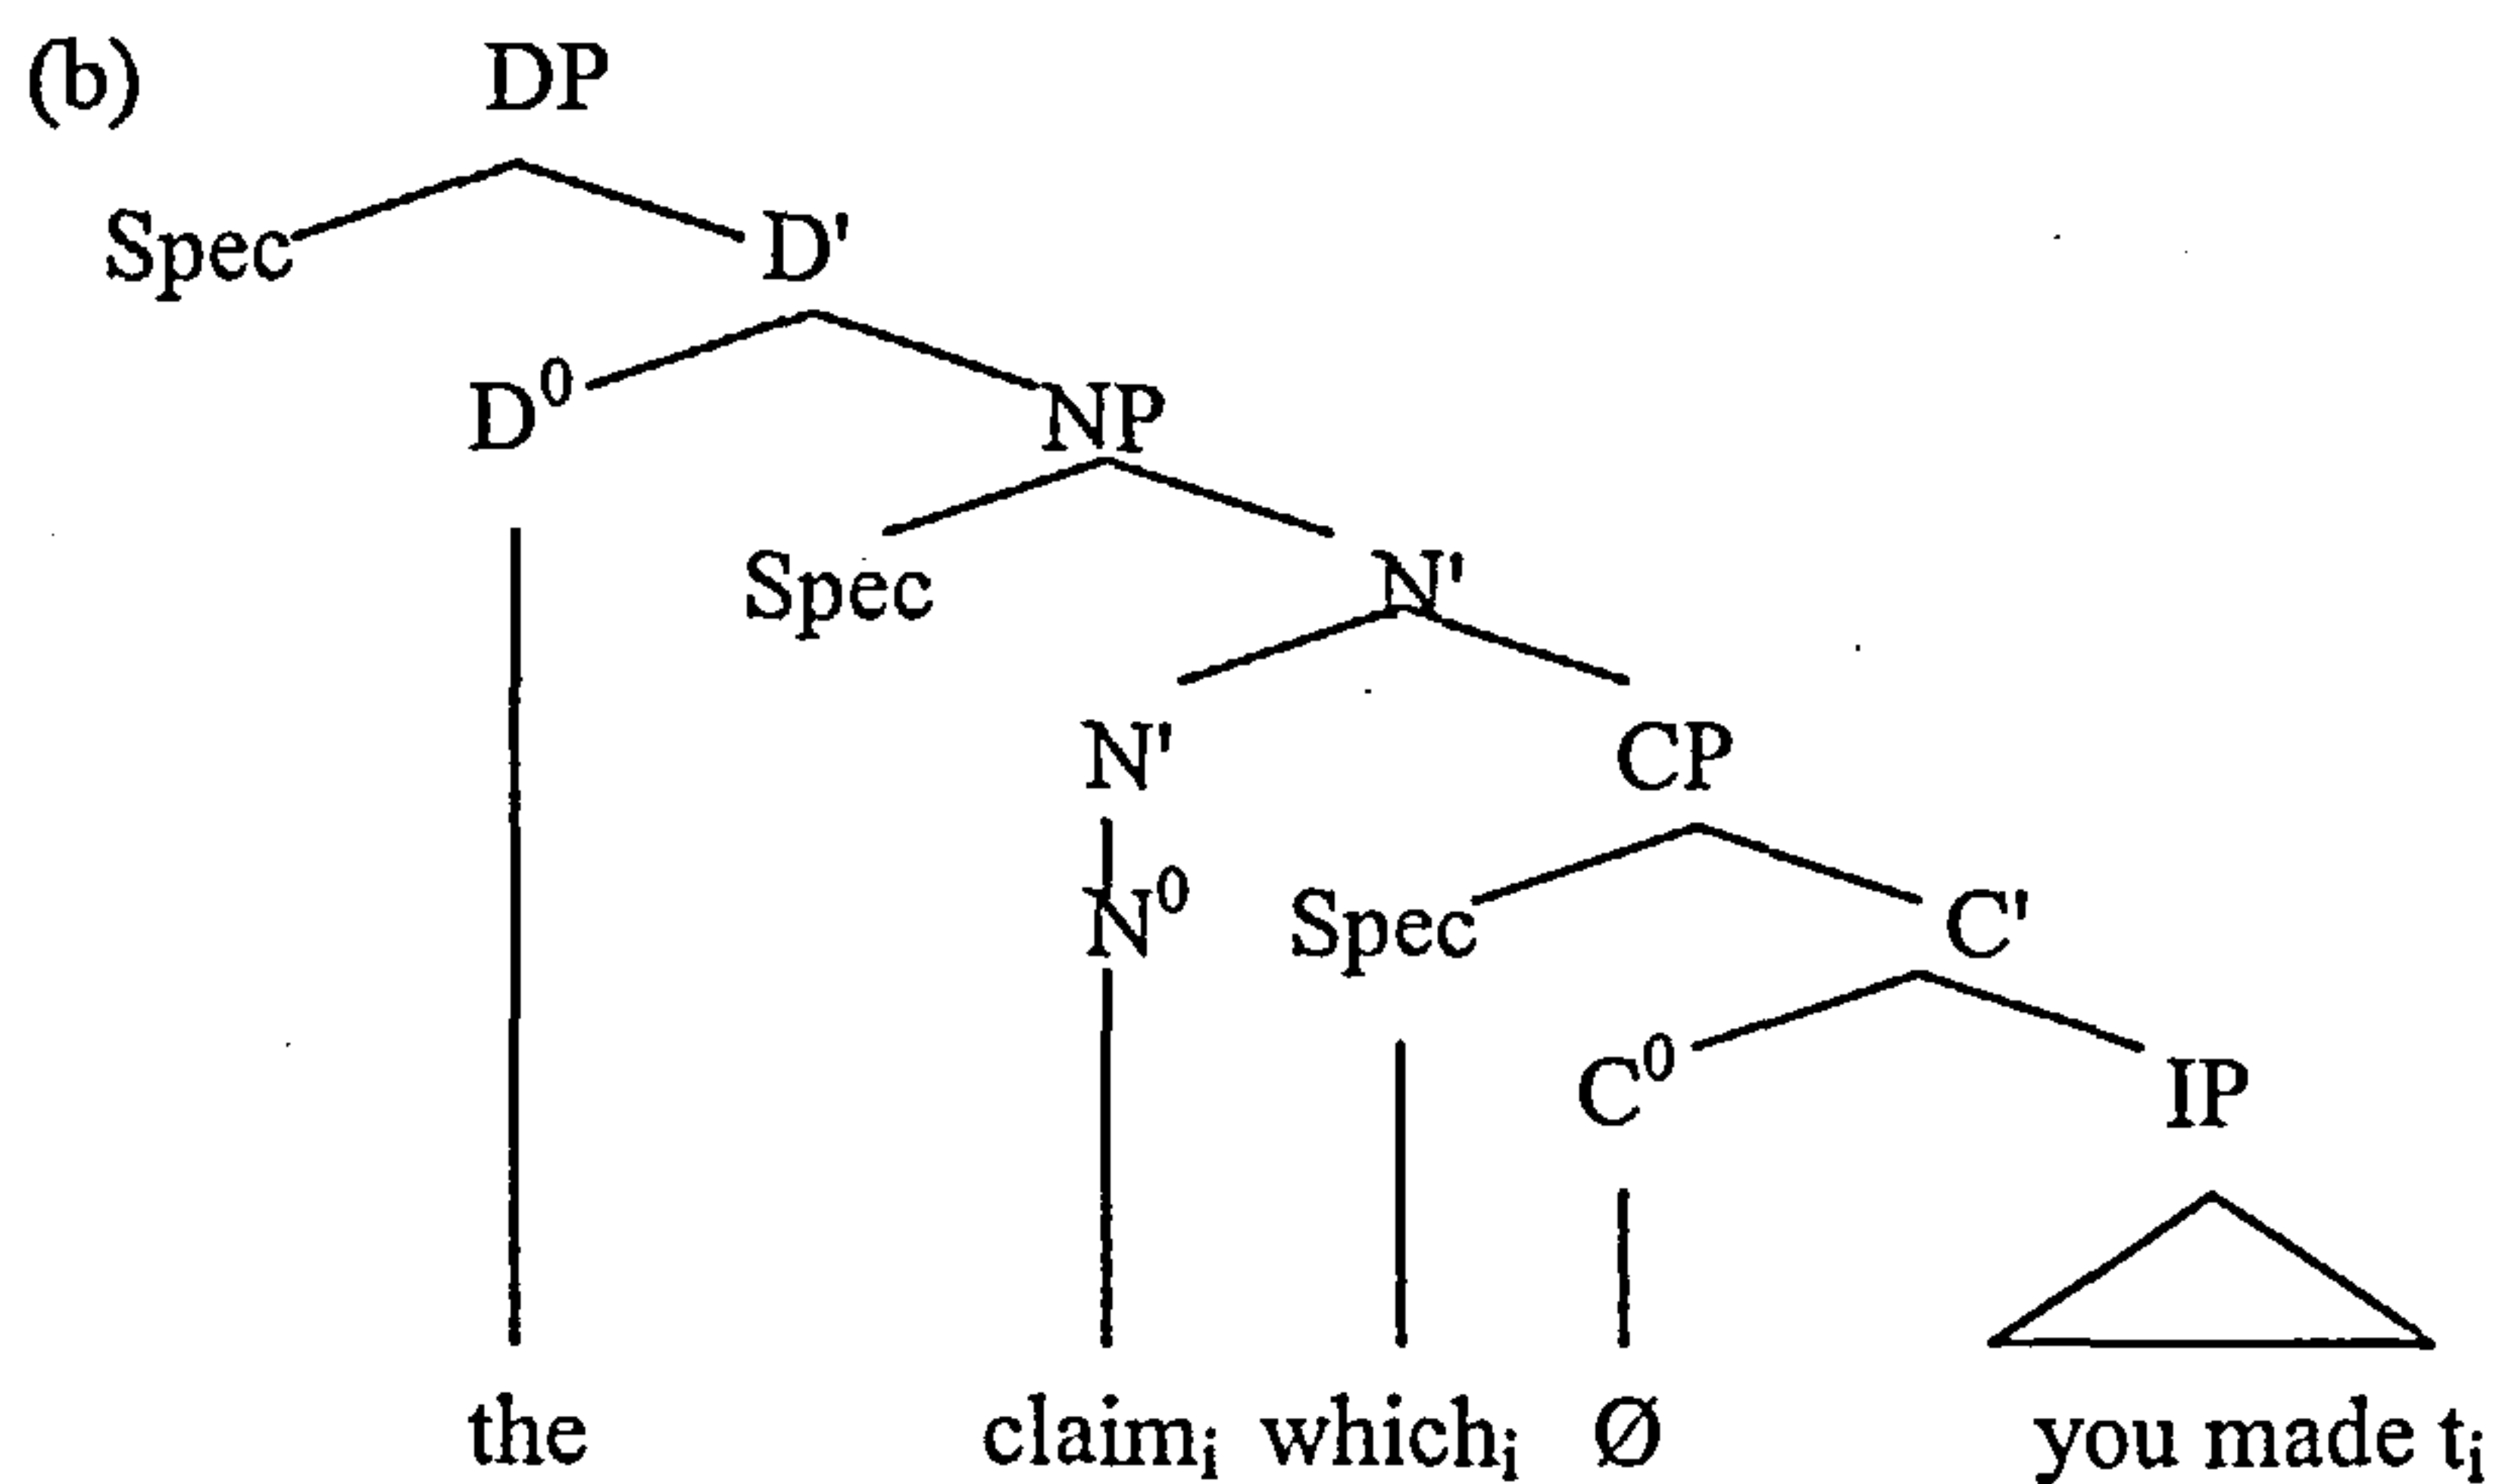 (b) DP
Spec D'
D⁰ NP
Spec N'
N' CP
N⁰ Spec C'
C⁰ IP
the claimᵢ whichᵢ Ø you made tᵢ